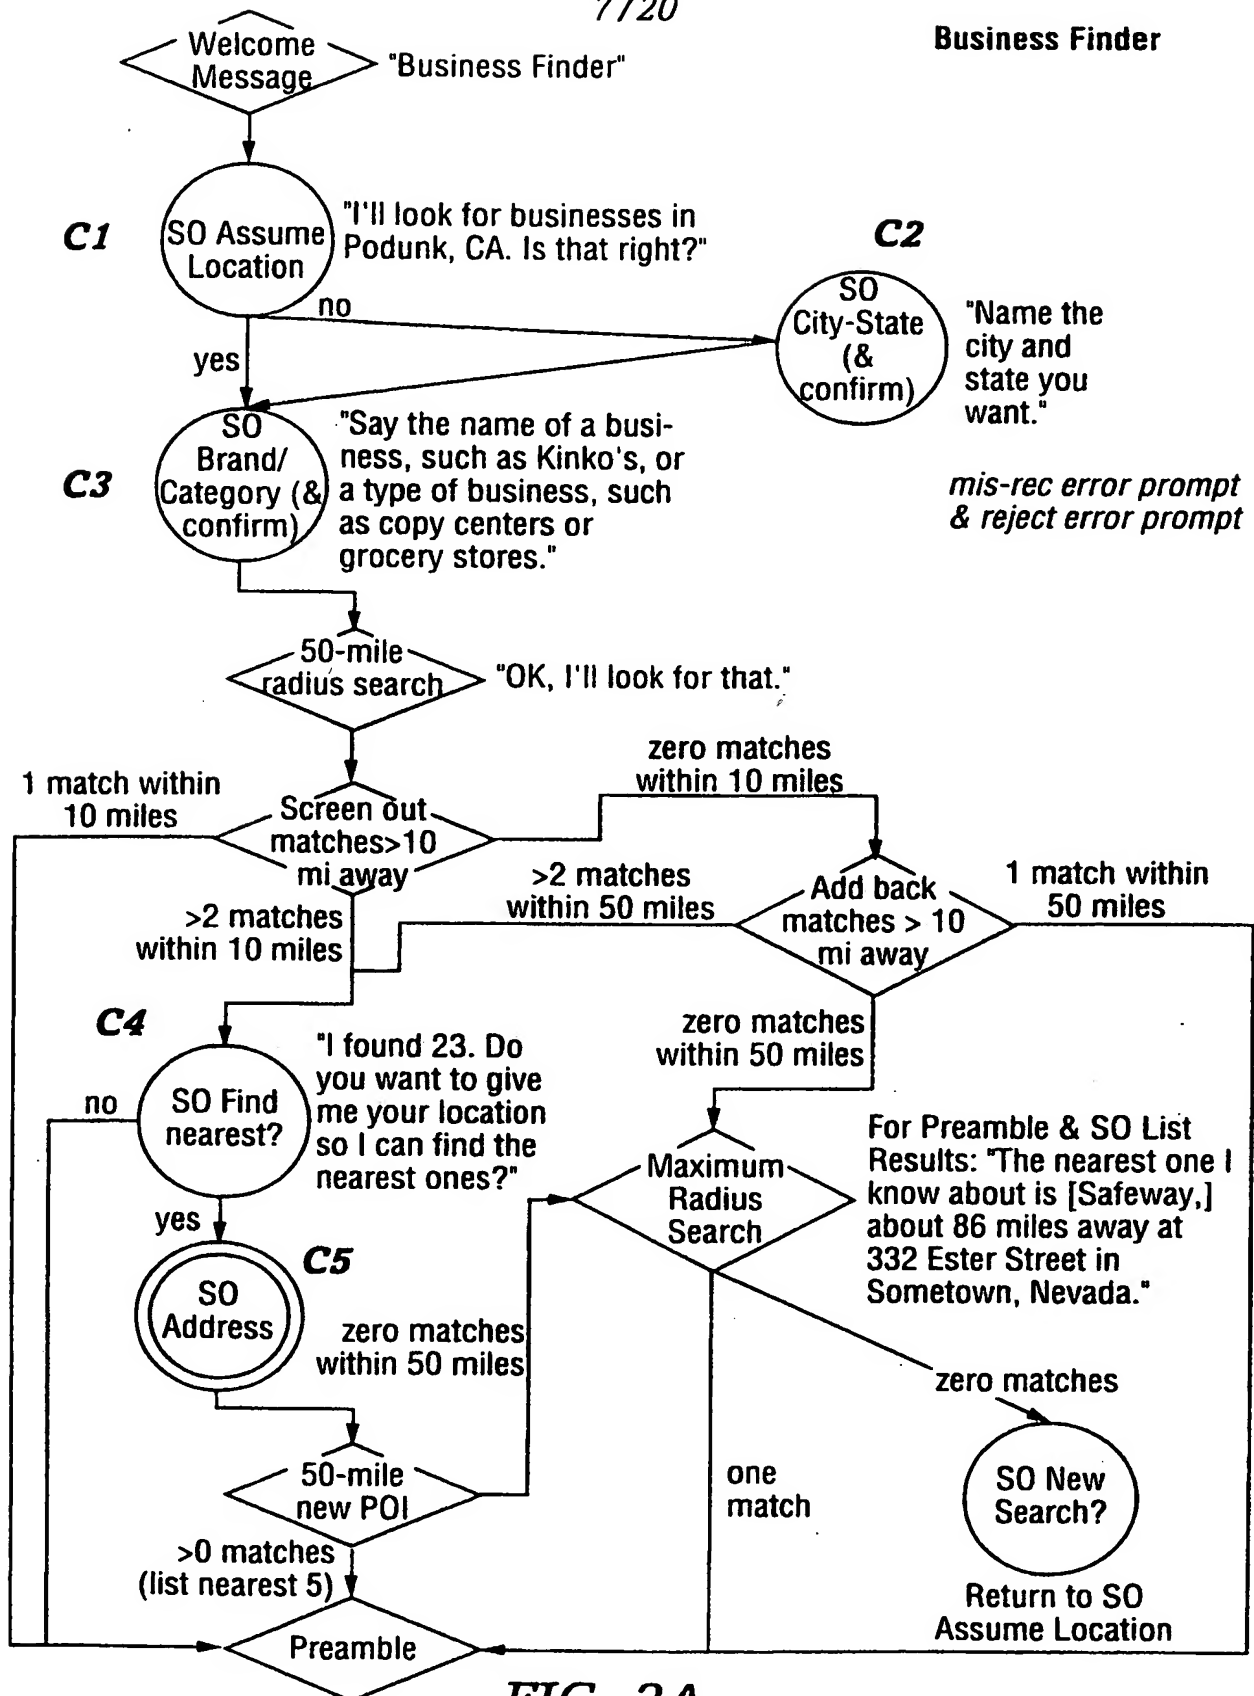 7/20
Business Finder
Welcome
Message
"Business Finder"
C1
SO Assume
Location
"I'll look for businesses in
Podunk, CA. Is that right?"
C2
SO
City-State
(&
confirm)
"Name the
city and
state you
want."
no
yes
C3
SO
Brand/
Category (&
confirm)
"Say the name of a busi-
ness, such as Kinko's, or
a type of business, such
as copy centers or
grocery stores."
mis-rec error prompt
& reject error prompt
50-mile
radius search
"OK, I'll look for that."
1 match within
10 miles
Screen out
matches>10
mi away
zero matches
within 10 miles
>2 matches
within 10 miles
>2 matches
within 50 miles
Add back
matches > 10
mi away
1 match within
50 miles
zero matches
within 50 miles
C4
SO Find
nearest?
"I found 23. Do
you want to give
me your location
so I can find the
nearest ones?"
no
yes
C5
SO
Address
Maximum
Radius
Search
For Preamble & SO List
Results: "The nearest one I
know about is [Safeway,]
about 86 miles away at
332 Ester Street in
Sometown, Nevada."
zero matches
within 50 miles
zero matches
50-mile
new POI
one
match
SO New
Search?
>0 matches
(list nearest 5)
Return to SO
Assume Location
Preamble